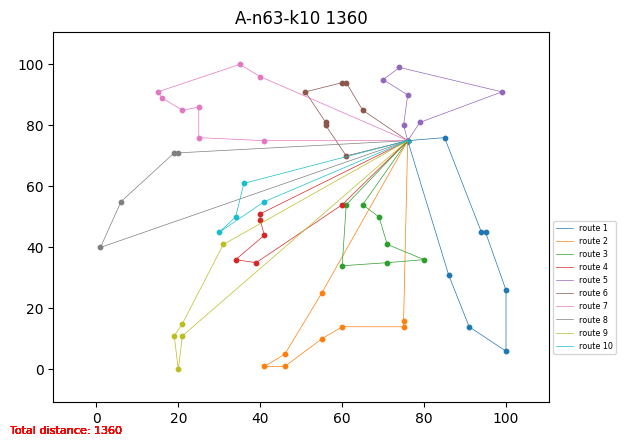 A-n63-k10 1360
100
80
60
40
20
0
0 20 40 60 80 100
route 1
route 2
route 3
route 4
route 5
route 6
route 7
route 8
route 9
route 10
Total distance: 1360